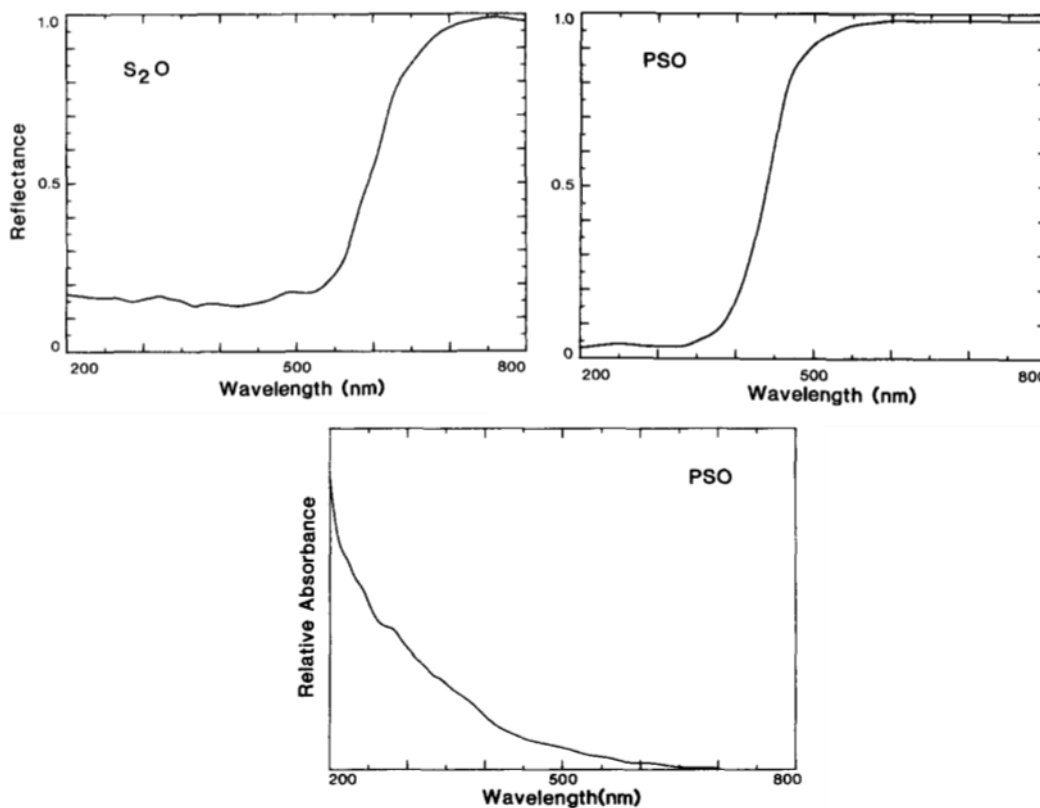 1.0
S2O
Reflectance
0.5
0
200 500 800
Wavelength (nm)
1.0
PSO
0.5
0
200 500 800
Wavelength (nm)
PSO
Relative Absorbance
200 500 800
Wavelength(nm)